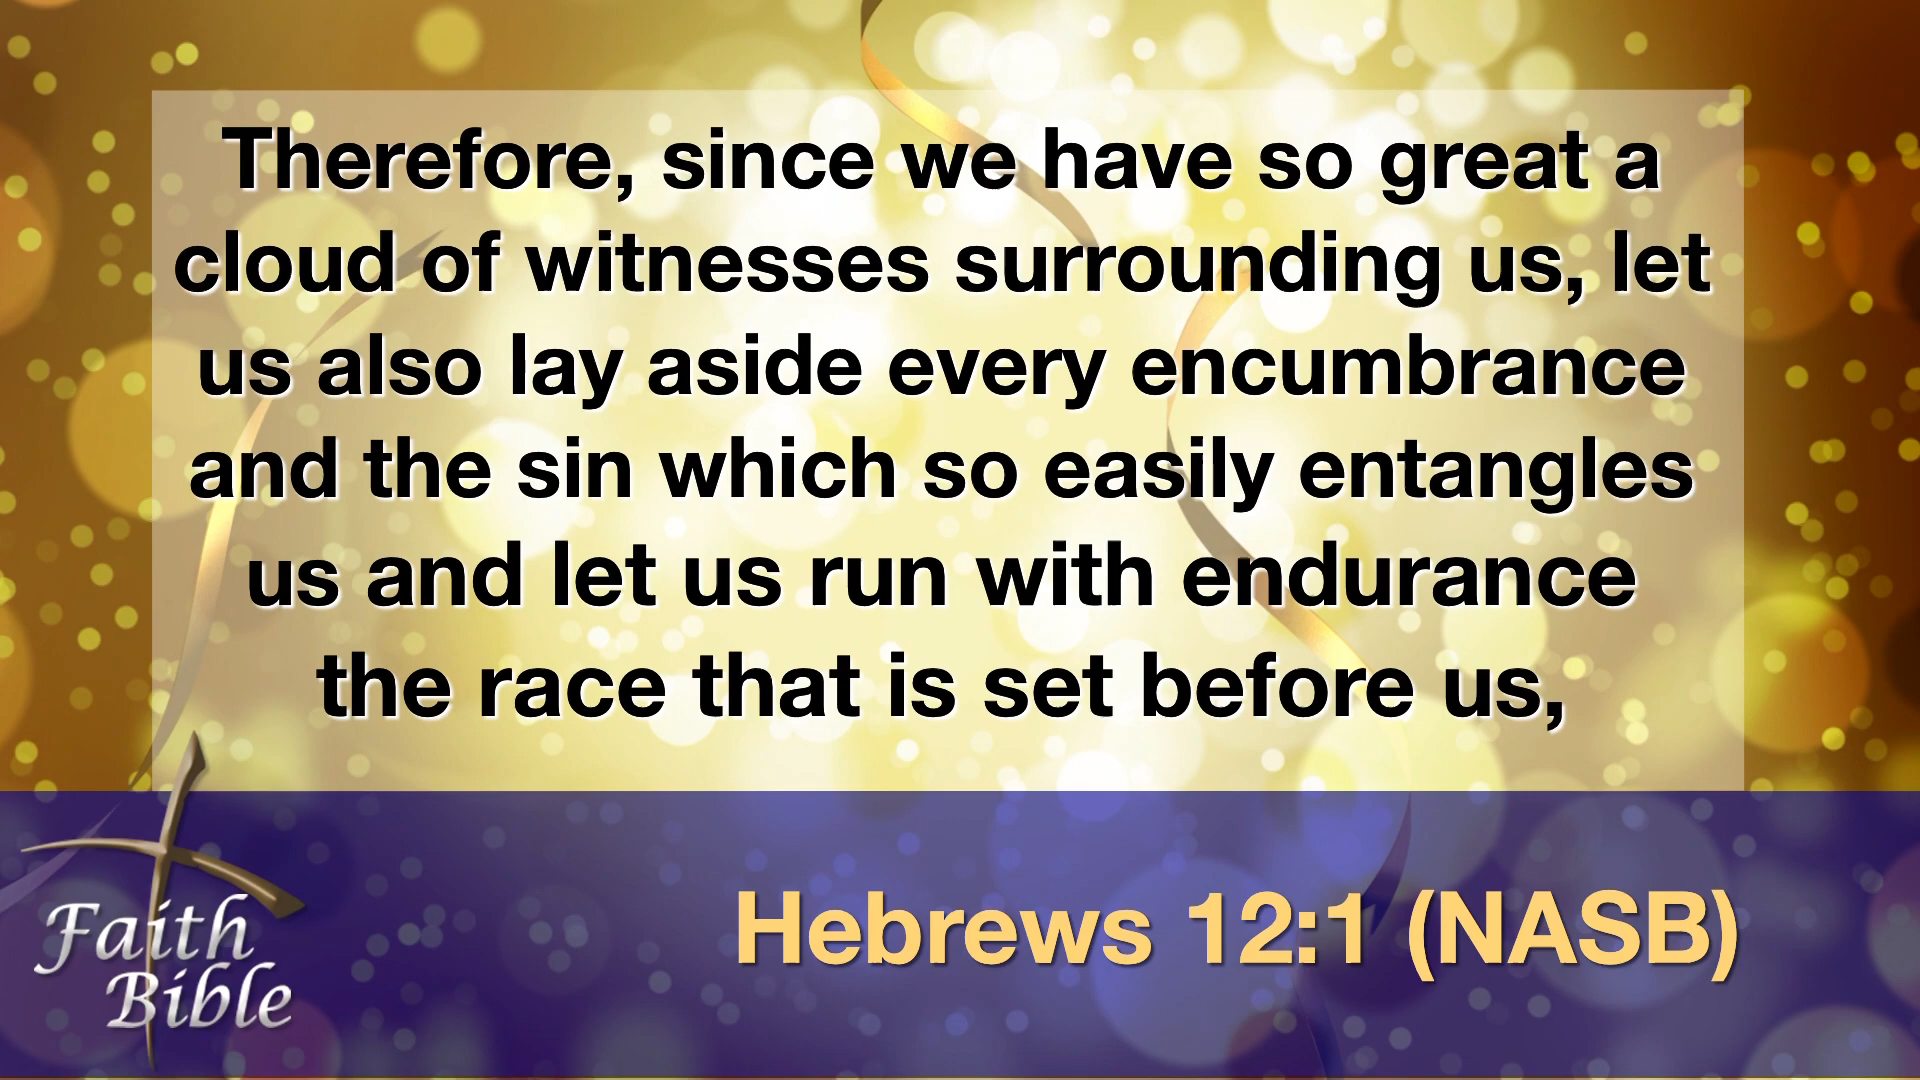 Therefore, since we have so great a
cloud of witnesses surrounding us, let
us also lay aside every encumbrance
and the sin which so easily entangles
us and let us run with endurance
the race that is set before us,
Hebrews 12:1 (NASB)
Faith
Bible